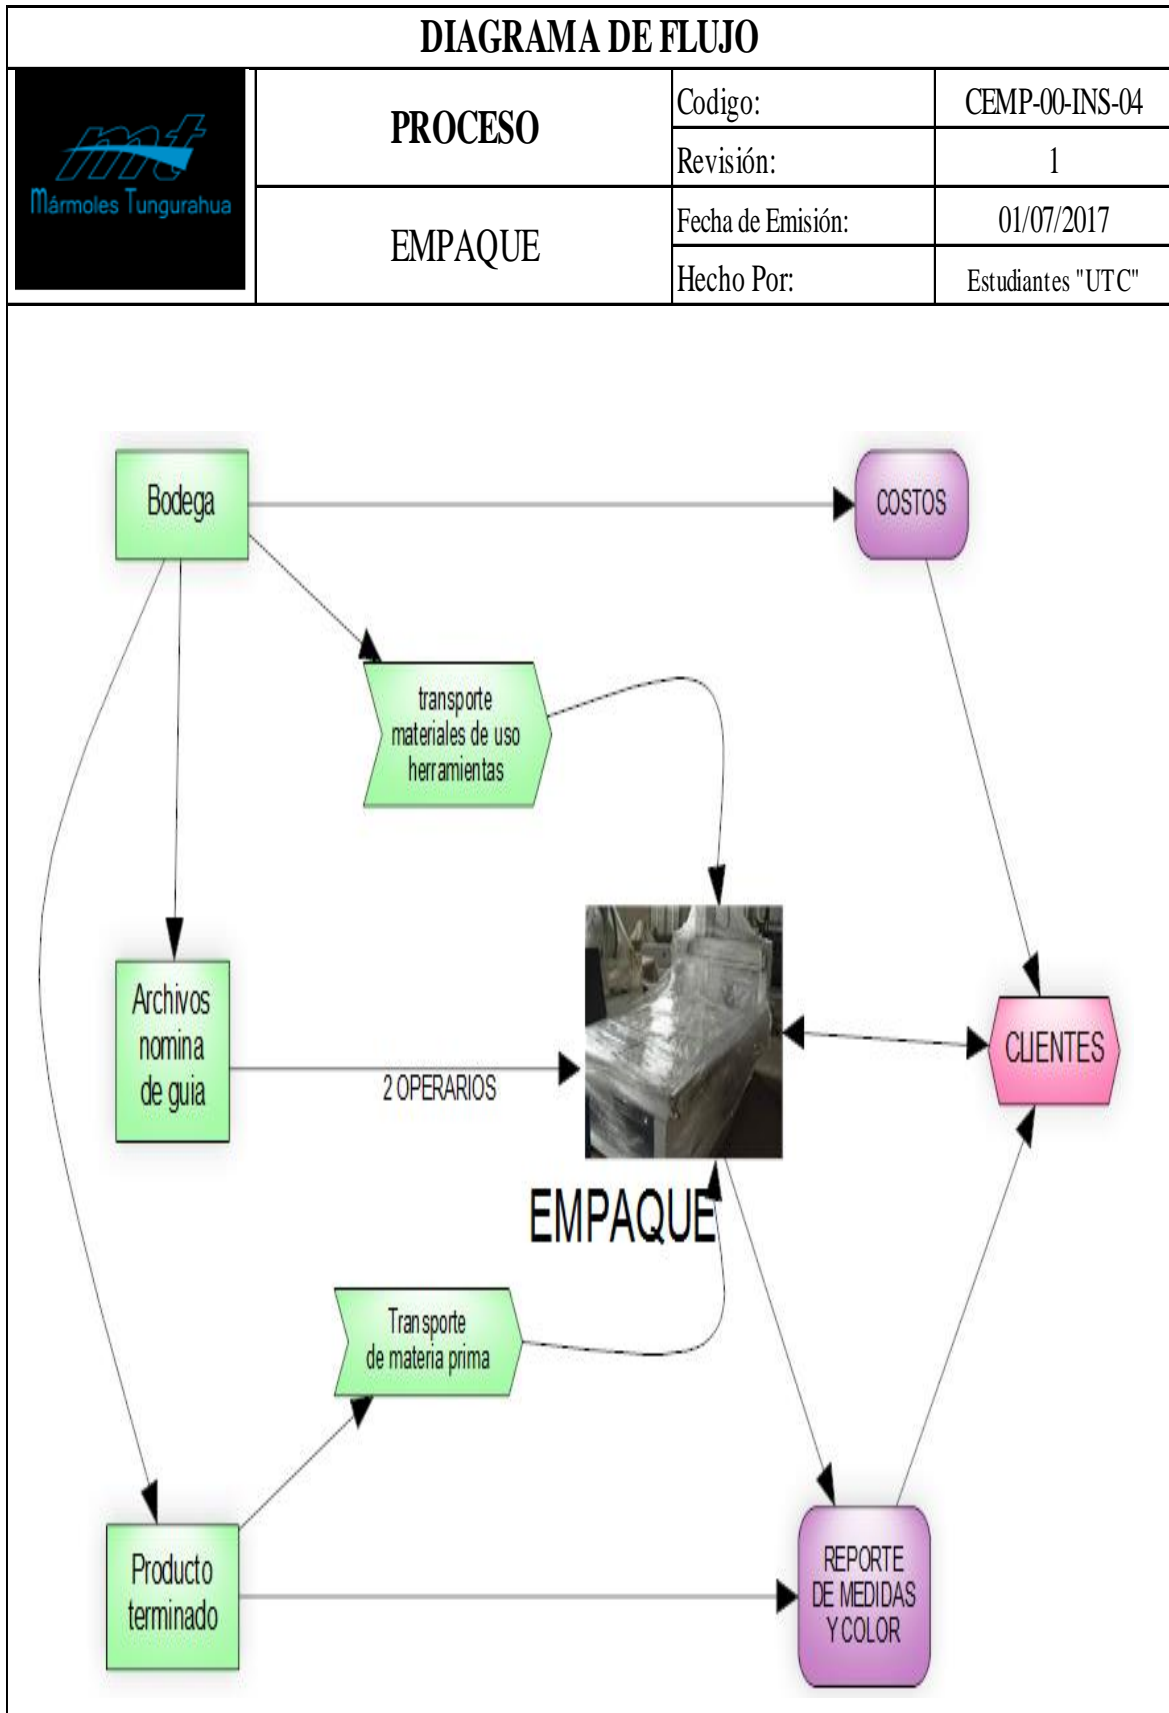 DIAGRAMA DE FLUJO
mt
Mármoles Tungurahua
PROCESO
EMPAQUE
Codigo:
CEMP-00-INS-04
Revisión:
1
Fecha de Emisión:
01/07/2017
Hecho Por:
Estudiantes "UTC"
Bodega
COSTOS
transporte
materiales de uso
herramientas
Archivos
nomina
de guia
2 OPERARIOS
CLIENTES
EMPAQUE
Transporte
de materia prima
Producto
terminado
REPORTE
DE MEDIDAS
Y COLOR